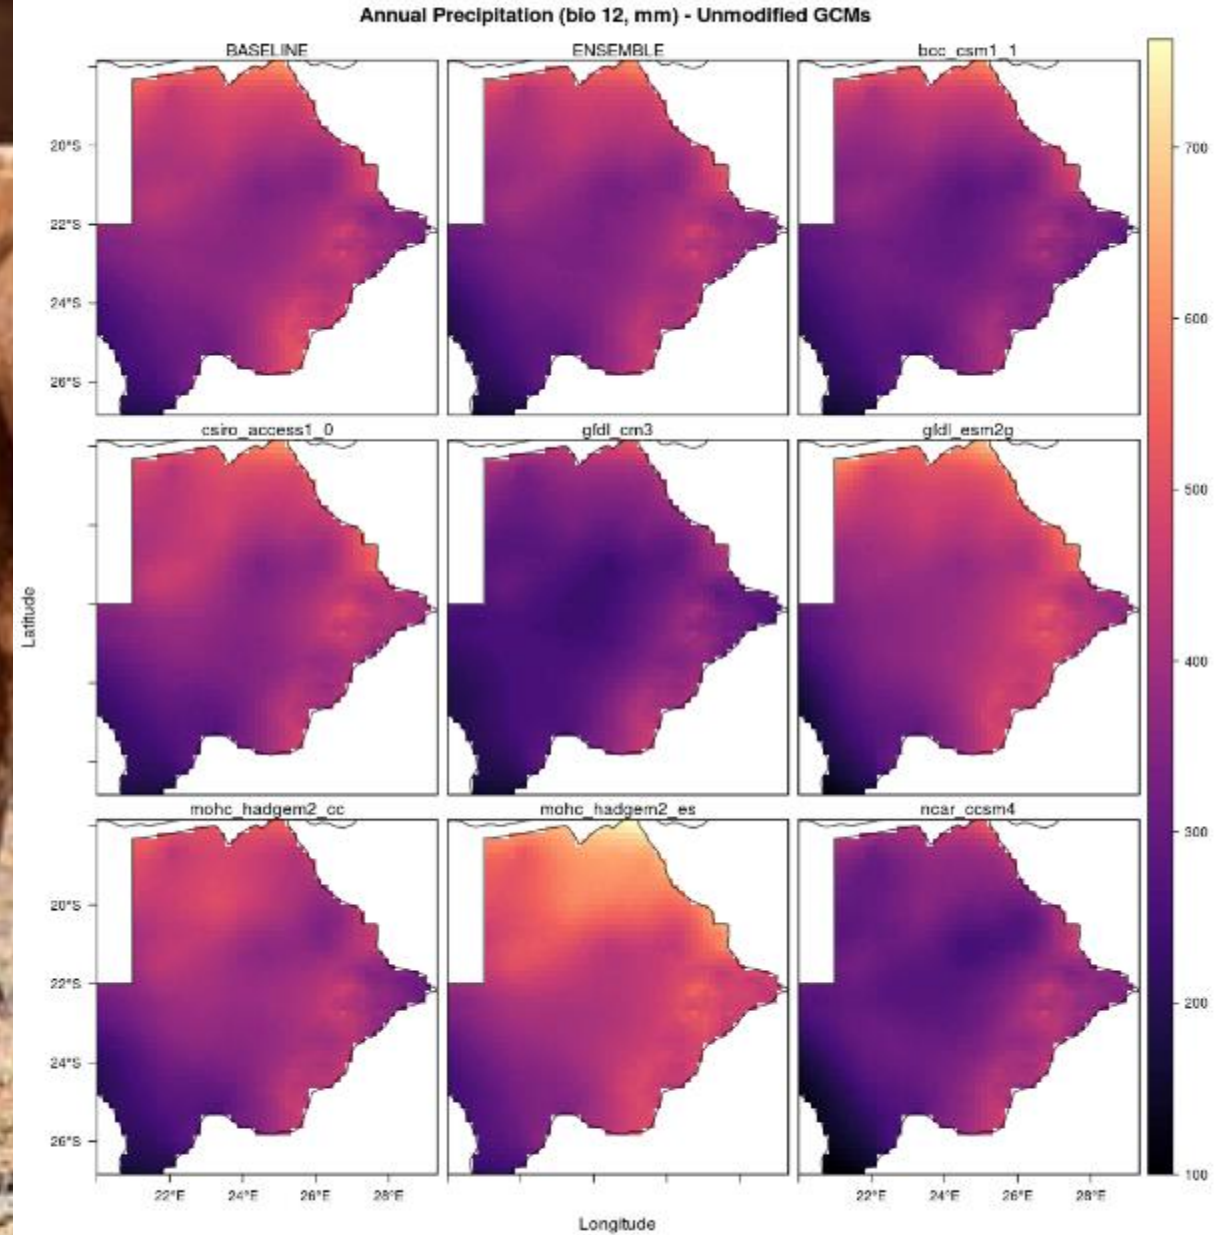 Annual Precipitation (bio 12, mm) - Unmodified GCMs
BASELINE ENSEMBLE bcc_csm1_1
20°S
22°S
24°S
26°S
csiro_access1_0 gfdl_cm3 gfdl_esm2g
mohc_hadgem2_cc mohc_hadgem2_es ncar_ccsm4
20°S
22°S
24°S
26°S
22°E 24°E 26°E 28°E 22°E 24°E 26°E 28°E
Longitude
Latitude
700
600
500
400
300
200
100